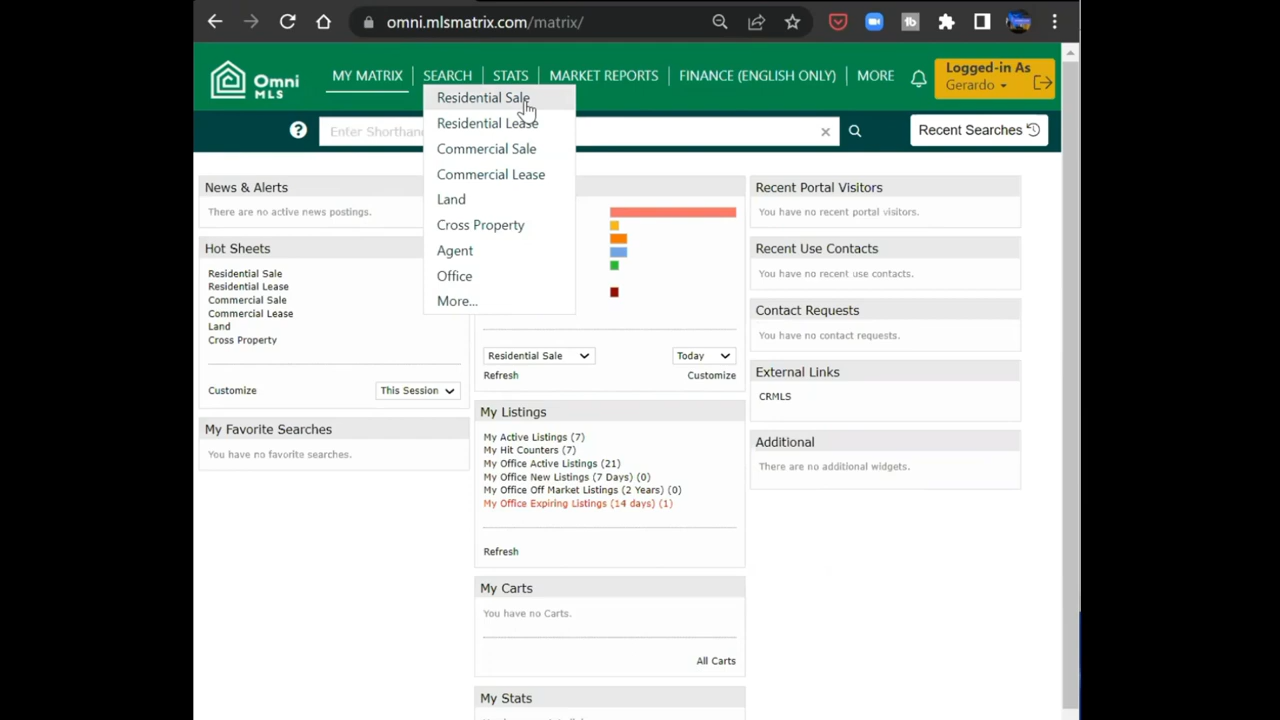 omni.mlsmatrix.com/matrix/
Omni
MLS
MY MATRIX
SEARCH
STATS
MARKET REPORTS
FINANCE (ENGLISH ONLY)
MORE
Logged-in As
Gerardo
Enter Shorthand
Recent Searches
Residential Sale
Residential Lease
Commercial Sale
Commercial Lease
Land
Cross Property
Agent
Office
More...
News & Alerts
There are no active news postings.
Hot Sheets
Residential Sale
Residential Lease
Commercial Sale
Commercial Lease
Land
Cross Property
Customize
This Session
My Favorite Searches
You have no favorite searches.
Residential Sale
Today
Refresh
Customize
My Listings
My Active Listings (7)
My Hit Counters (7)
My Office Active Listings (21)
My Office New Listings (7 Days) (0)
My Office Off Market Listings (2 Years) (0)
My Office Expiring Listings (14 days) (1)
Refresh
My Carts
You have no Carts.
All Carts
My Stats
Recent Portal Visitors
You have no recent portal visitors.
Recent Use Contacts
You have no recent use contacts.
Contact Requests
You have no contact requests.
External Links
CRMLS
Additional
There are no additional widgets.